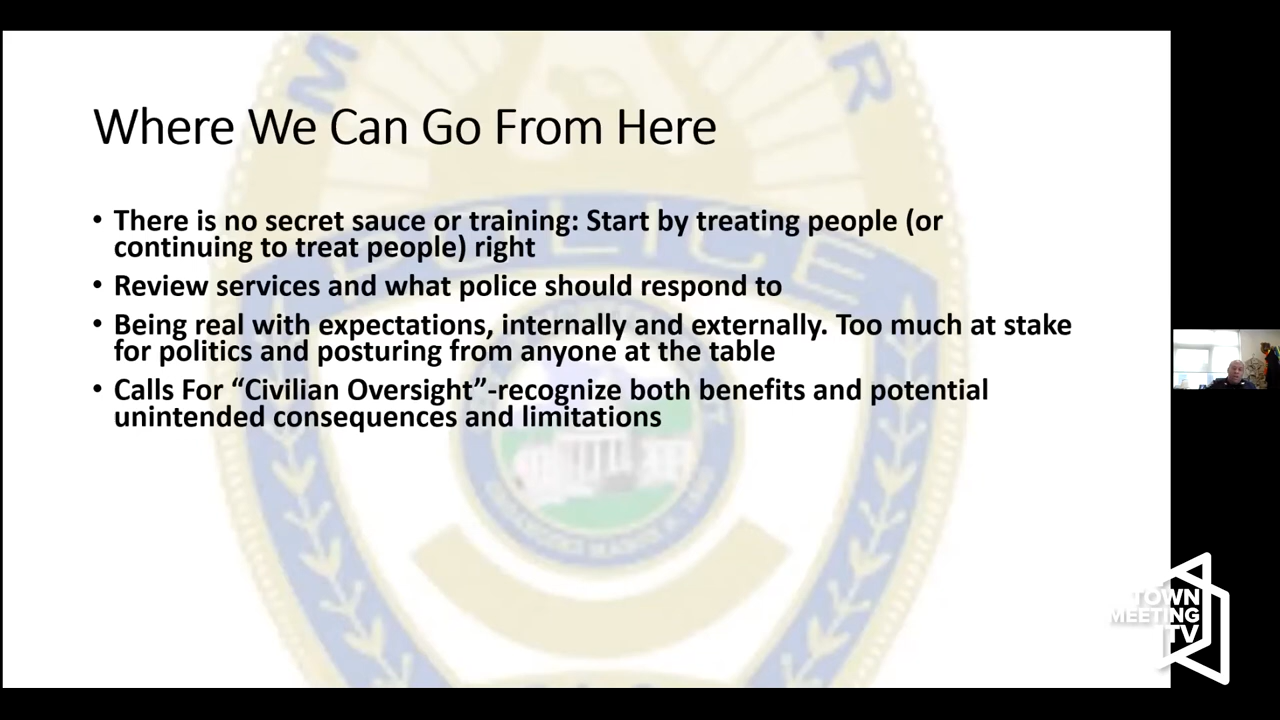 Where We Can Go From Here
• There is no secret sauce or training: Start by treating people (or
continuing to treat people) right
• Review services and what police should respond to
• Being real with expectations, internally and externally. Too much at stake
for politics and posturing from anyone at the table
• Calls For “Civilian Oversight”-recognize both benefits and potential
unintended consequences and limitations
POLICE
TOWN
MEETING
TV